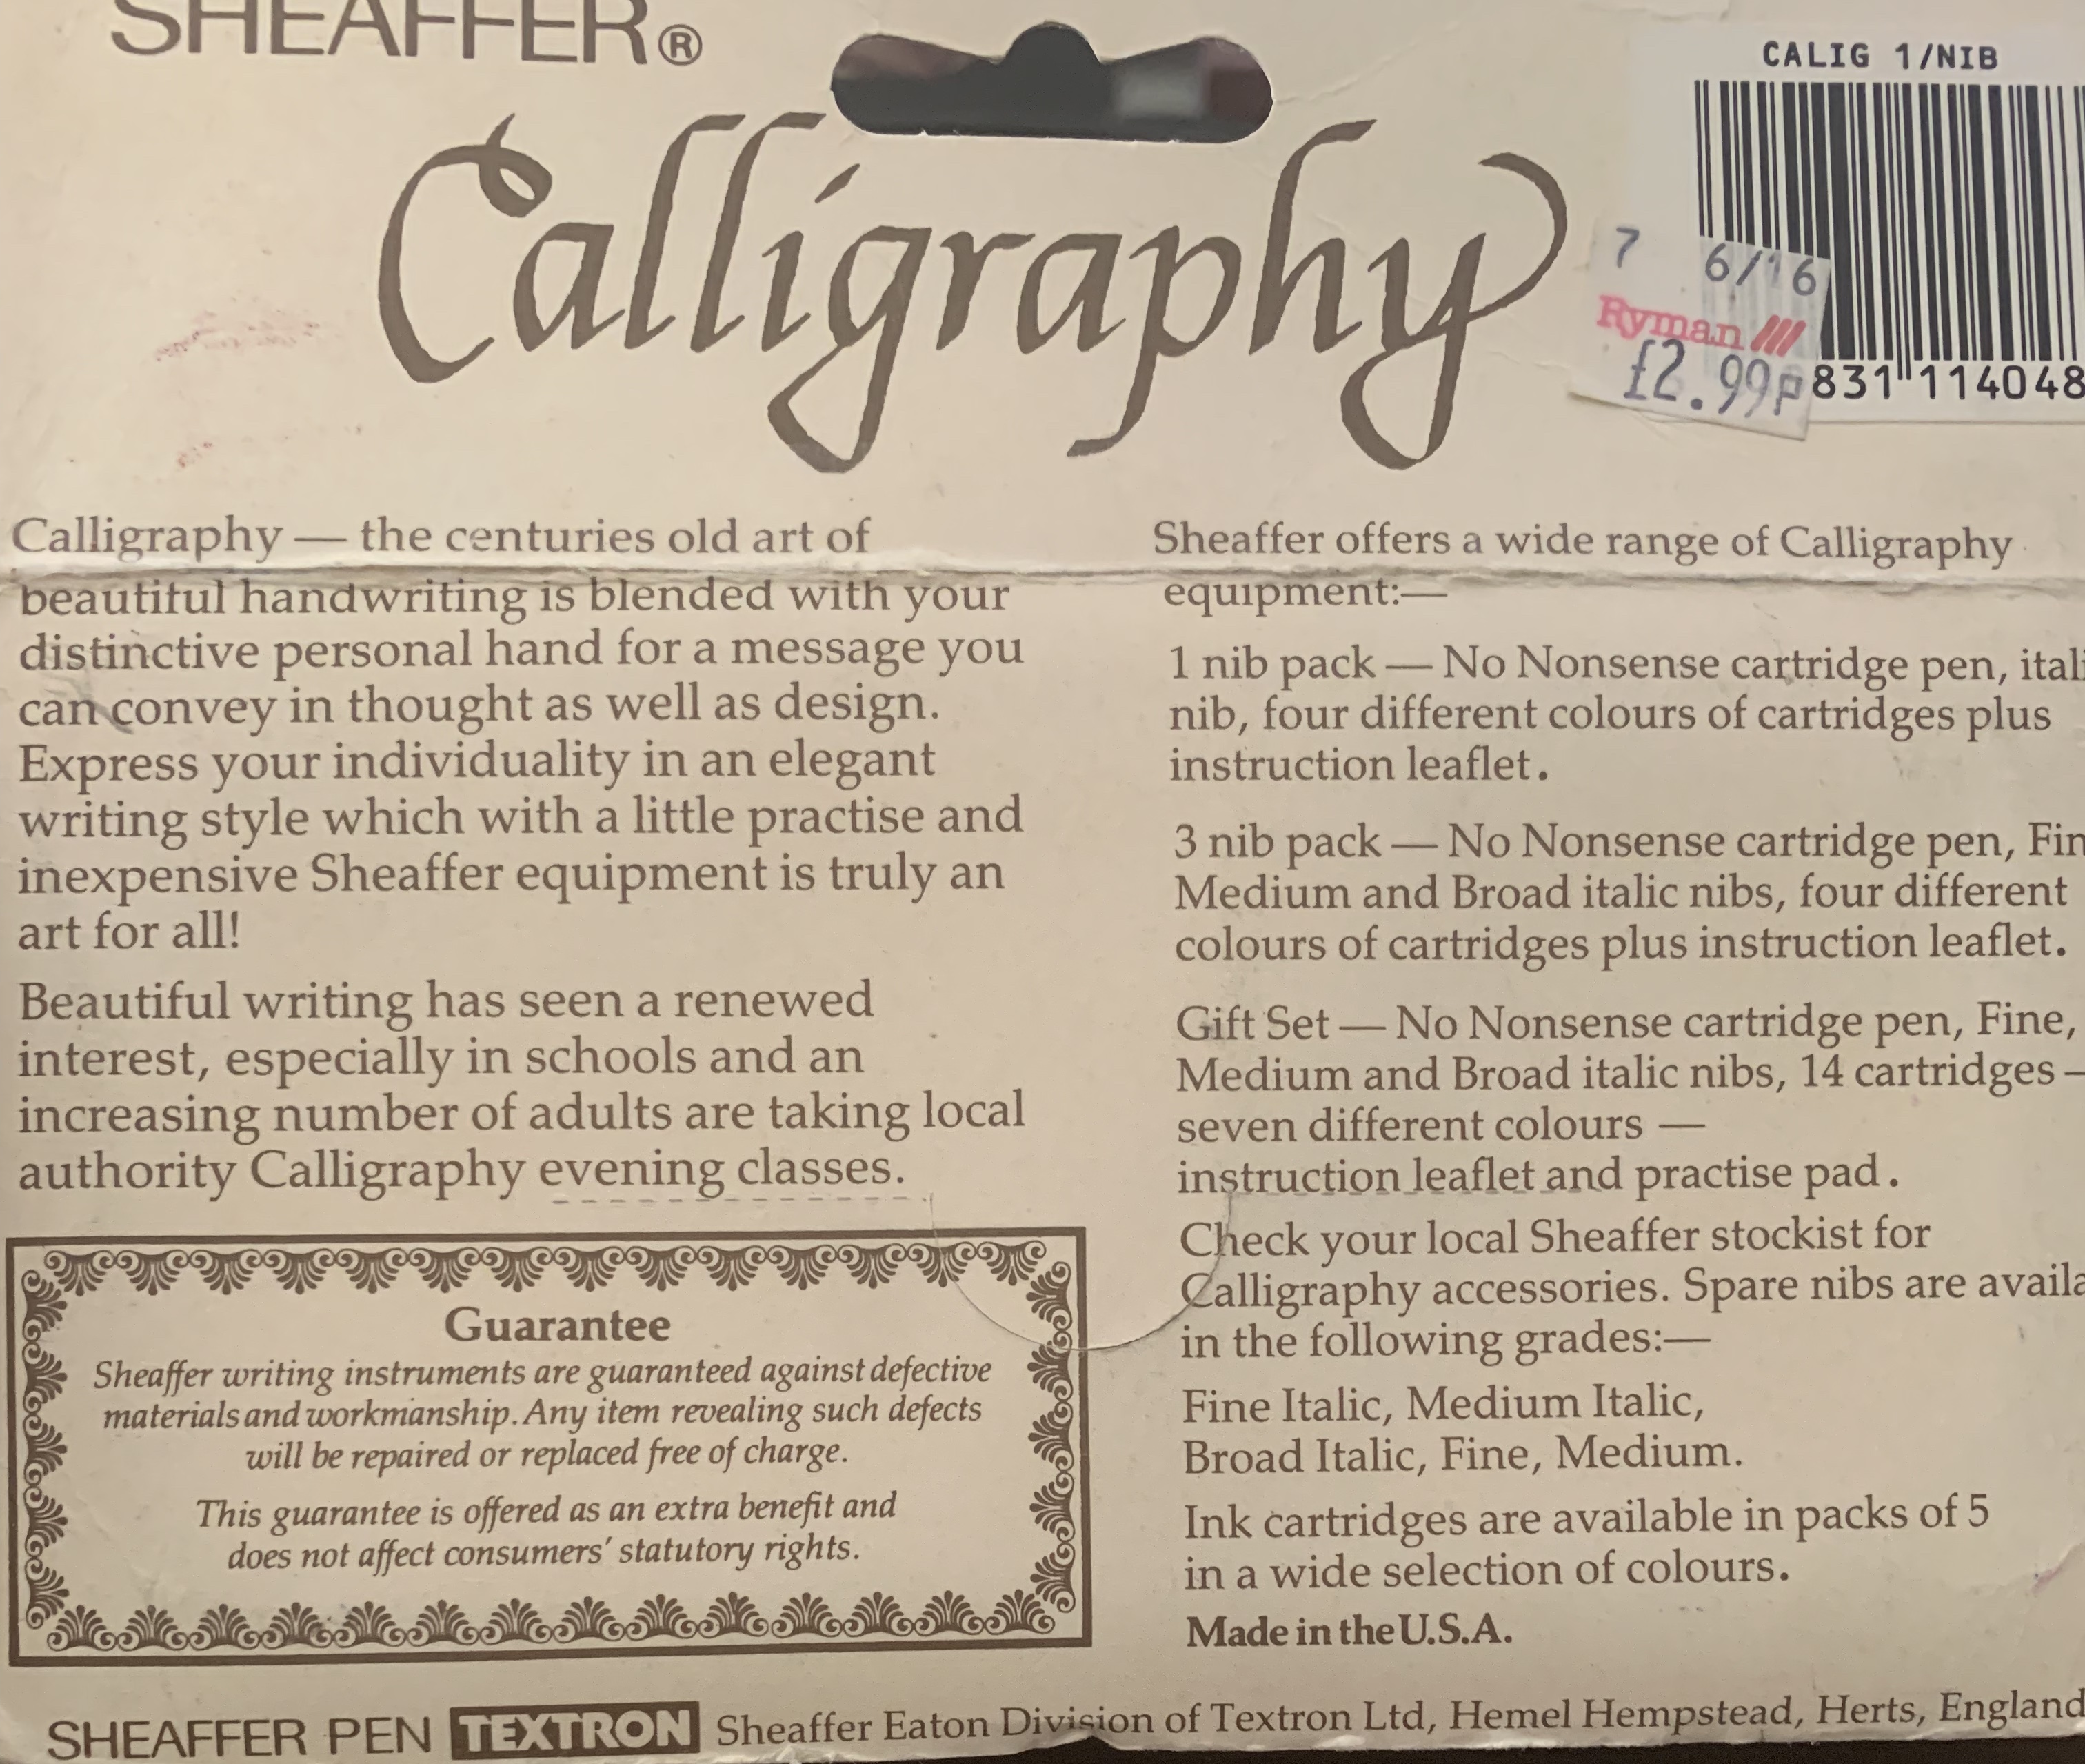 SHEAFFER®
Calligraphy
CALIG 1/NIB
7 6/16
Ryman
£2.99P
831 114048
Calligraphy — the centuries old art of
beautiful handwriting is blended with your
distinctive personal hand for a message you
can convey in thought as well as design.
Express your individuality in an elegant
writing style which with a little practise and
inexpensive Sheaffer equipment is truly an
art for all!
Beautiful writing has seen a renewed
interest, especially in schools and an
increasing number of adults are taking local
authority Calligraphy evening classes.
Guarantee
Sheaffer writing instruments are guaranteed against defective
materials and workmanship. Any item revealing such defects
will be repaired or replaced free of charge.
This guarantee is offered as an extra benefit and
does not affect consumers' statutory rights.
Sheaffer offers a wide range of Calligraphy
equipment:—
1 nib pack — No Nonsense cartridge pen, itali
nib, four different colours of cartridges plus
instruction leaflet.
3 nib pack — No Nonsense cartridge pen, Fin
Medium and Broad italic nibs, four different
colours of cartridges plus instruction leaflet.
Gift Set — No Nonsense cartridge pen, Fine,
Medium and Broad italic nibs, 14 cartridges —
seven different colours —
instruction leaflet and practise pad.
Check your local Sheaffer stockist for
Calligraphy accessories. Spare nibs are availa
in the following grades:—
Fine Italic, Medium Italic,
Broad Italic, Fine, Medium.
Ink cartridges are available in packs of 5
in a wide selection of colours.
Made in the U.S.A.
SHEAFFER PEN TEXTRON Sheaffer Eaton Division of Textron Ltd, Hemel Hempstead, Herts, England